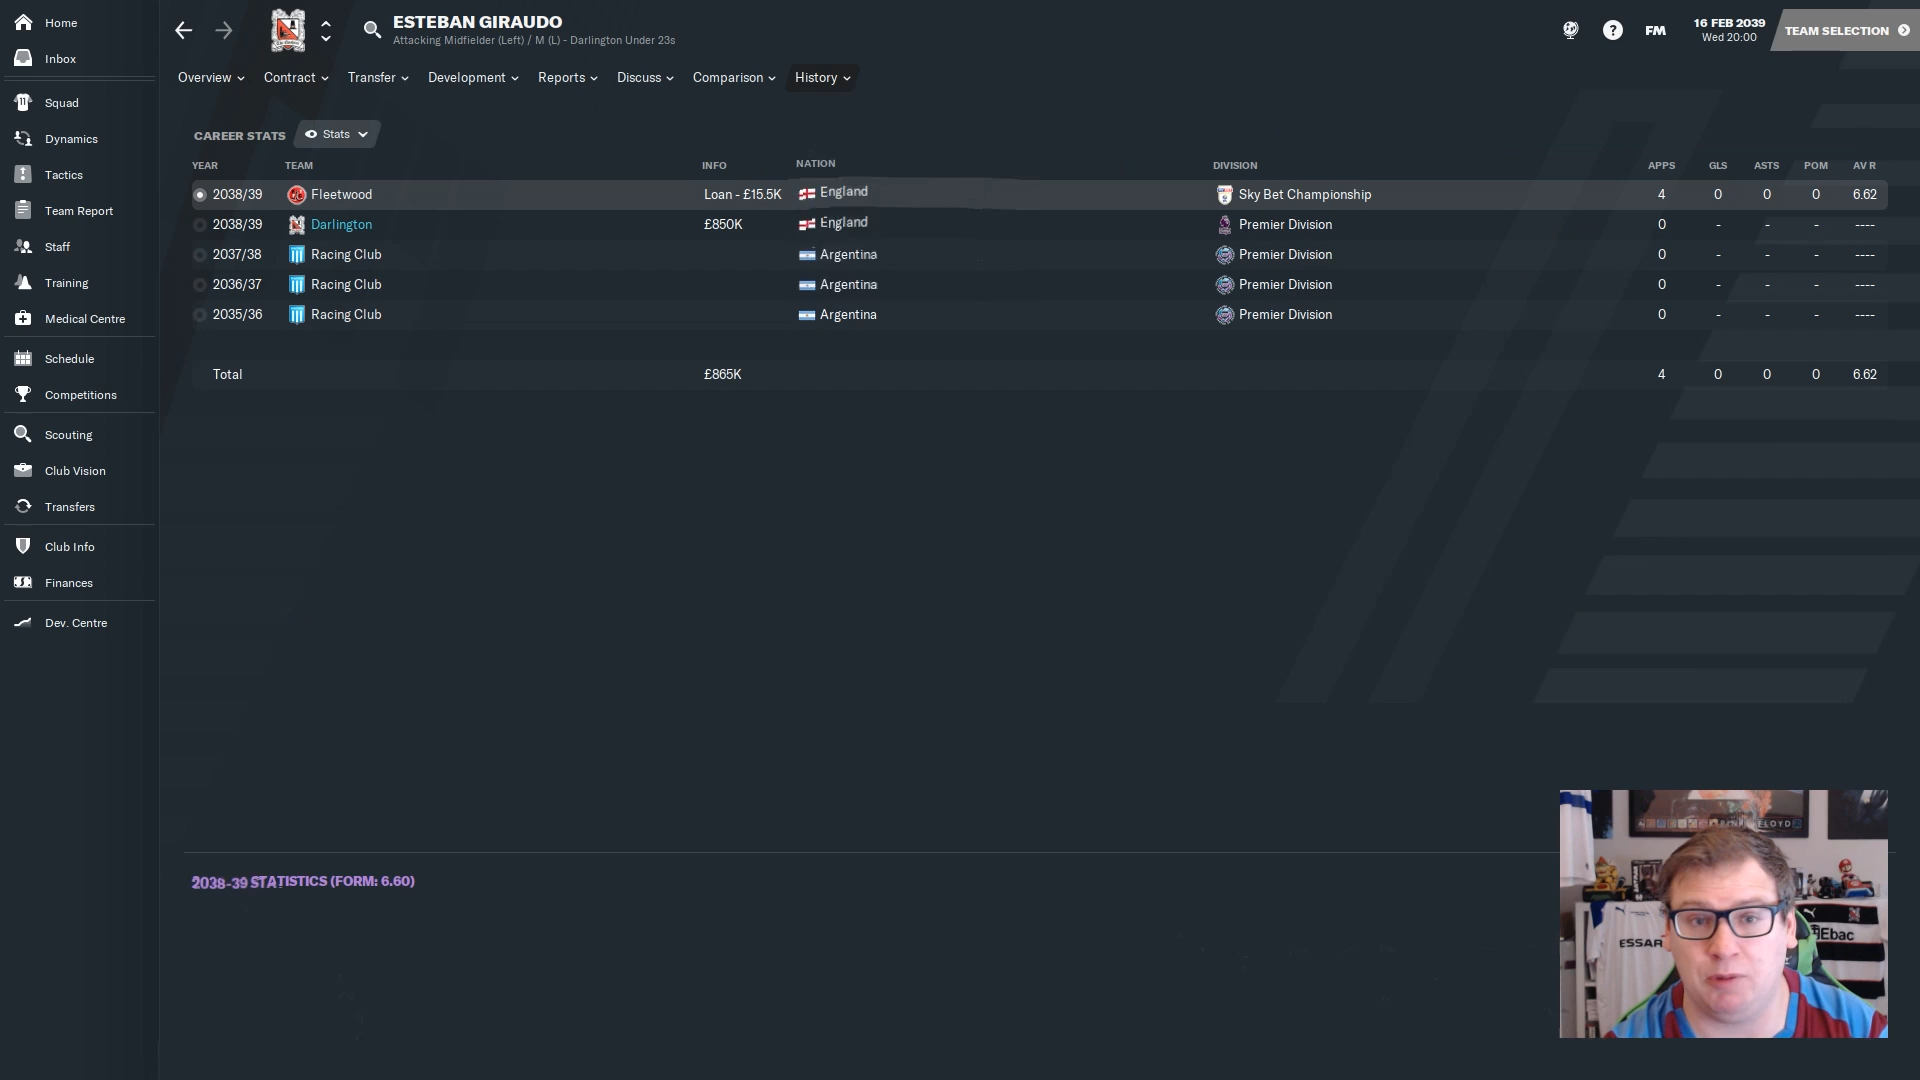 Home
Inbox
Squad
Dynamics
Tactics
Team Report
Staff
Training
Medical Centre
Schedule
Competitions
Scouting
Club Vision
Transfers
Club Info
Finances
Dev. Centre
ESTEBAN GIRAUDO
Attacking Midfielder (Left) / M (L) - Darlington Under 23s
FM
16 FEB 2039
Wed 20:00
TEAM SELECTION
Overview Contract Transfer Development Reports Discuss Comparison History
CAREER STATS Stats
YEAR TEAM INFO NATION DIVISION APPS GLS ASTS POM AV R
2038/39 Fleetwood Loan - £15.5K England Sky Bet Championship 4 0 0 0 6.62
2038/39 Darlington £850K England Premier Division 0 - - - ----
2037/38 Racing Club Argentina Premier Division 0 - - - ----
2036/37 Racing Club Argentina Premier Division 0 - - - ----
2035/36 Racing Club Argentina Premier Division 0 - - - ----
Total £865K 4 0 0 0 6.62
2038-39 STATISTICS (FORM: 6.60)
ESSAR
Ebac